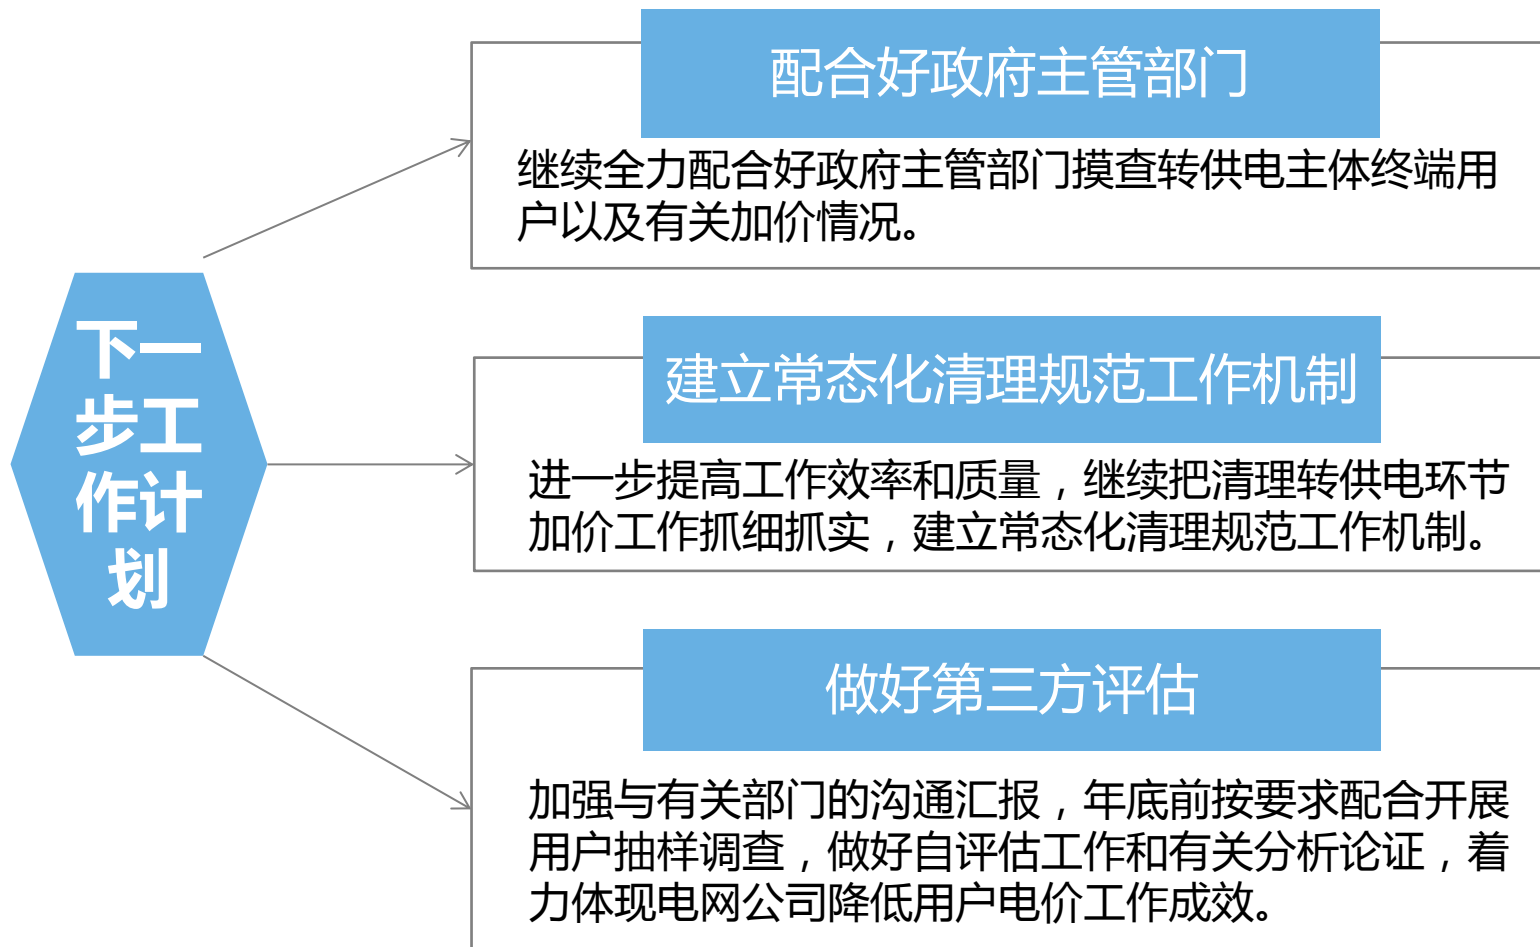 下一
步工
作计
划
配合好政府主管部门
继续全力配合好政府主管部门摸查转供电主体终端用
户以及有关加价情况。
建立常态化清理规范工作机制
进一步提高工作效率和质量，继续把清理转供电环节
加价工作抓细抓实，建立常态化清理规范工作机制。
做好第三方评估
加强与有关部门的沟通汇报，年底前按要求配合开展
用户抽样调查，做好自评估工作和有关分析论证，着
力体现电网公司降低用户电价工作成效。